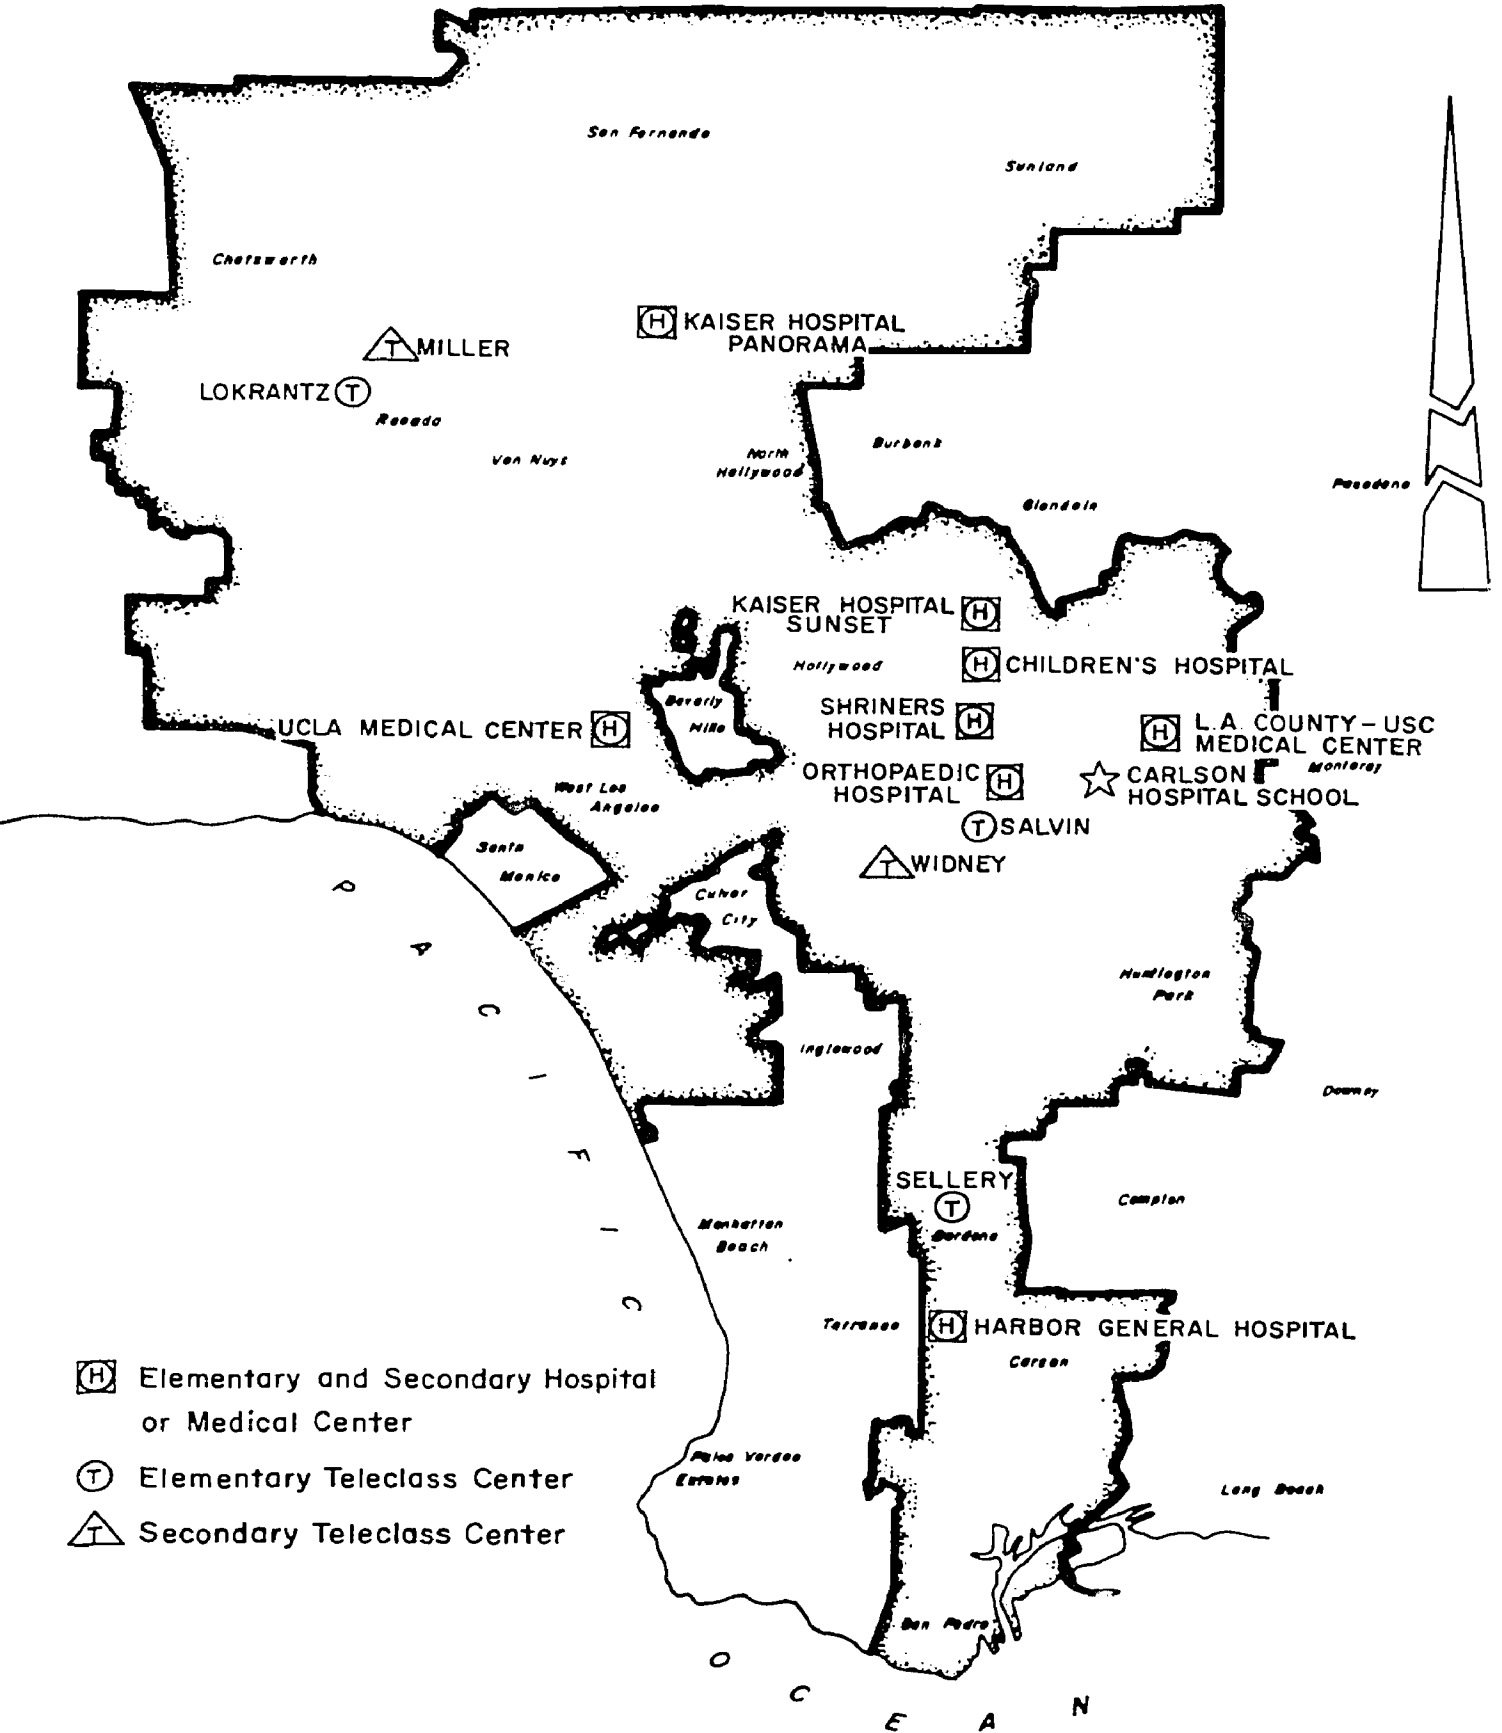 San Fernando
Sunland
Chatsworth
H KAISER HOSPITAL
PANORAMA
T MILLER
LOKRANTZ T
Reseda
Van Nuys
North
Hollywood
Burbank
Glendale
Pasadena
KAISER HOSPITAL H
SUNSET
Hollywood
H CHILDREN'S HOSPITAL
Beverly
Hills
UCLA MEDICAL CENTER H
SHRINERS H
HOSPITAL
H L.A. COUNTY-USC
MEDICAL CENTER
Monterey
ORTHOPAEDIC H
HOSPITAL
CARLSON
HOSPITAL SCHOOL
West Los
Angeles
T SALVIN
T WIDNEY
Santa
Monica
Culver
City
Huntington
Park
Inglewood
Downey
SELLERY
T
Gardena
Compton
Manhattan
Beach
Torrance
H HARBOR GENERAL HOSPITAL
Carson
Palos Verdes
Estates
Long Beach
San Pedro
PACIFIC
OCEAN
H Elementary and Secondary Hospital
or Medical Center
T Elementary Teleclass Center
T Secondary Teleclass Center